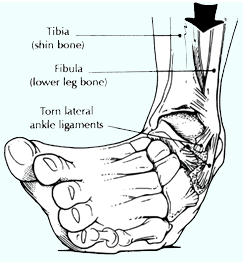 Tibia
(shin bone)
Fibula
(lower leg bone)
Torn lateral
ankle ligaments